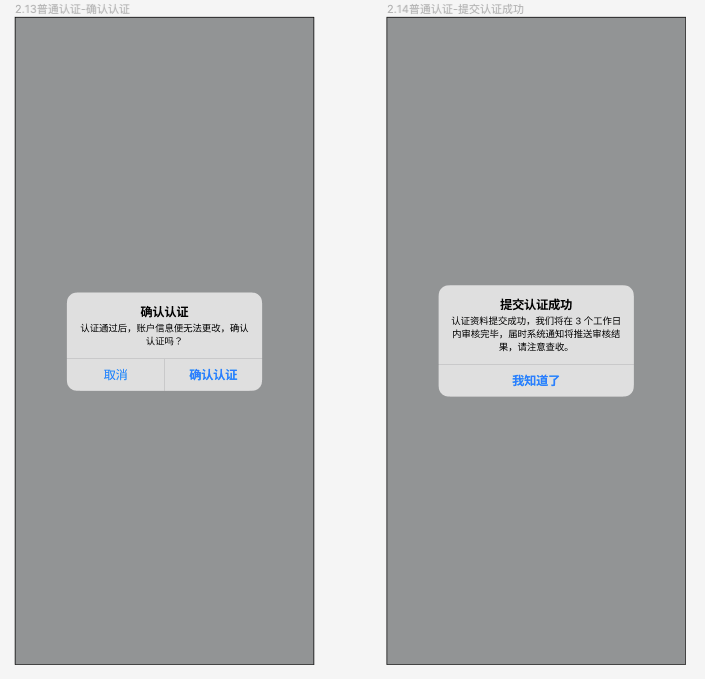 2.13普通认证-确认认证
确认认证
认证通过后，账户信息便无法更改，确认
认证吗？
取消
确认认证
2.14普通认证-提交认证成功
提交认证成功
认证资料提交成功，我们将在 3 个工作日
内审核完毕，届时系统通知将推送审核结
果，请注意查收。
我知道了